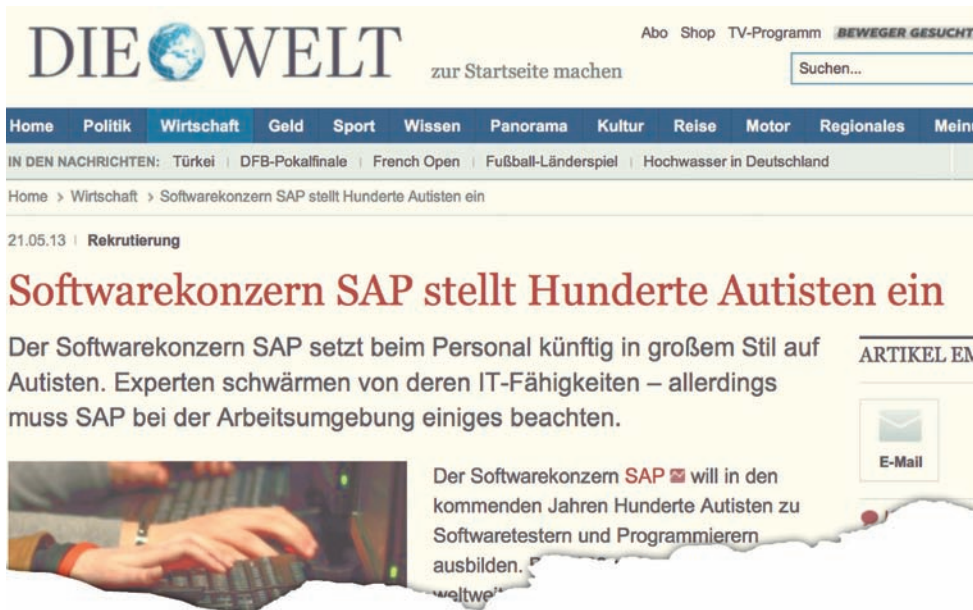 DIE WELT
zur Startseite machen
Abo Shop TV-Programm BEWEGER GESUCHT
Suchen...
Home Politik Wirtschaft Geld Sport Wissen Panorama Kultur Reise Motor Regionales
IN DEN NACHRICHTEN: Türkei | DFB-Pokalfinale | French Open | Fußball-Länderspiel | Hochwasser in Deutschland
Home > Wirtschaft > Softwarekonzern SAP stellt Hunderte Autisten ein
21.05.13 | Rekrutierung
Softwarekonzern SAP stellt Hunderte Autisten ein
Der Softwarekonzern SAP setzt beim Personal künftig in großem Stil auf
Autisten. Experten schwärmen von deren IT-Fähigkeiten – allerdings
muss SAP bei der Arbeitsumgebung einiges beachten.
ARTIKEL
E-Mail
Der Softwarekonzern SAP will in den
kommenden Jahren Hunderte Autisten zu
Softwaretestern und Programmierern
ausbilden.